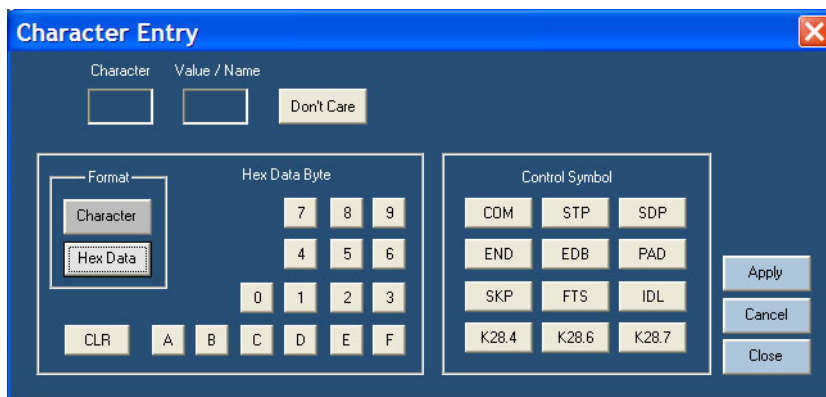 Character Entry
Character Value / Name
Don't Care
Format Hex Data Byte
Character 7 8 9
Hex Data 4 5 6
0 1 2 3
CLR A B C D E F
Control Symbol
COM STP SDP
END EDB PAD
SKP FTS IDL
K28.4 K28.6 K28.7
Apply
Cancel
Close